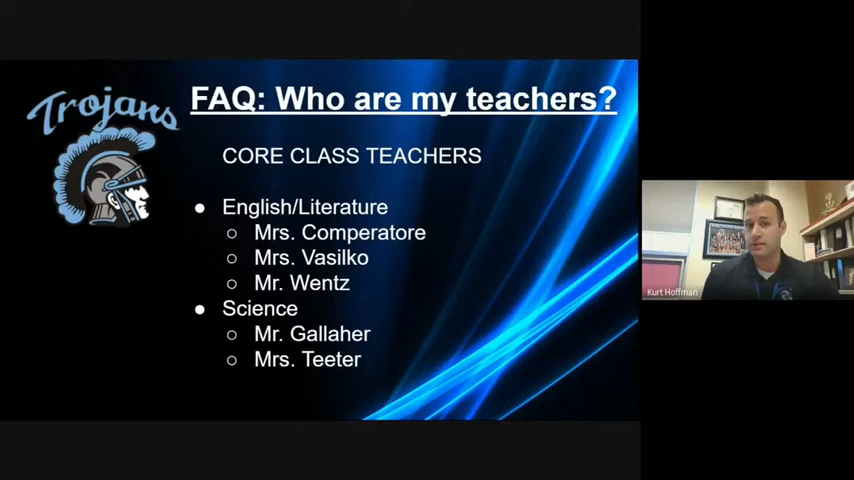 Trojans
FAQ: Who are my teachers?
CORE CLASS TEACHERS
● English/Literature
○ Mrs. Comperatore
○ Mrs. Vasilko
○ Mr. Wentz
● Science
○ Mr. Gallaher
○ Mrs. Teeter
Kurt Hoffman